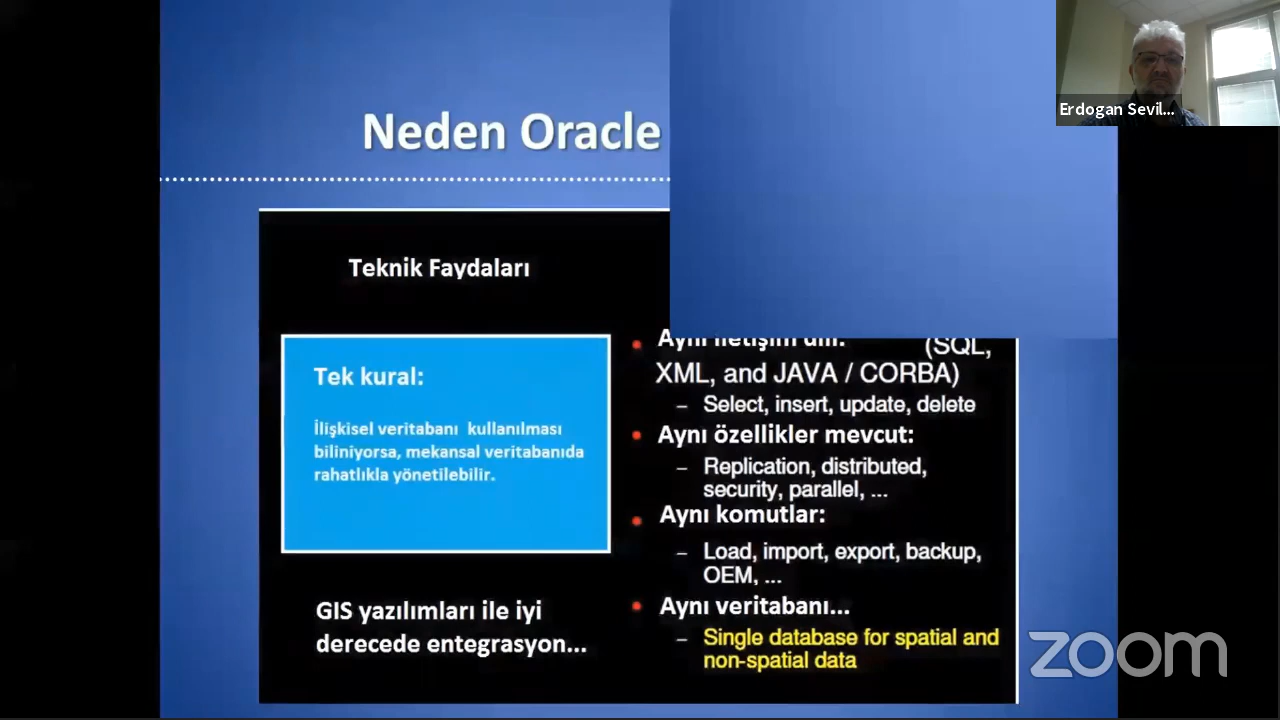 Erdogan Sevil...
Neden Oracle
Teknik Faydaları
Tek kural:
İlişkisel veritabanı kullanılması
biliniyorsa, mekansal veritabanıda
rahatlıkla yönetilebilir.
GIS yazılımları ile iyi
derecede entegrasyon...
• Aynı iletişim dili: (SQL,
XML, and JAVA / CORBA)
– Select, insert, update, delete
• Aynı özellikler mevcut:
– Replication, distributed,
security, parallel, ...
• Aynı komutlar:
– Load, import, export, backup,
OEM, ...
• Aynı veritabanı...
– Single database for spatial and
non-spatial data
zoom